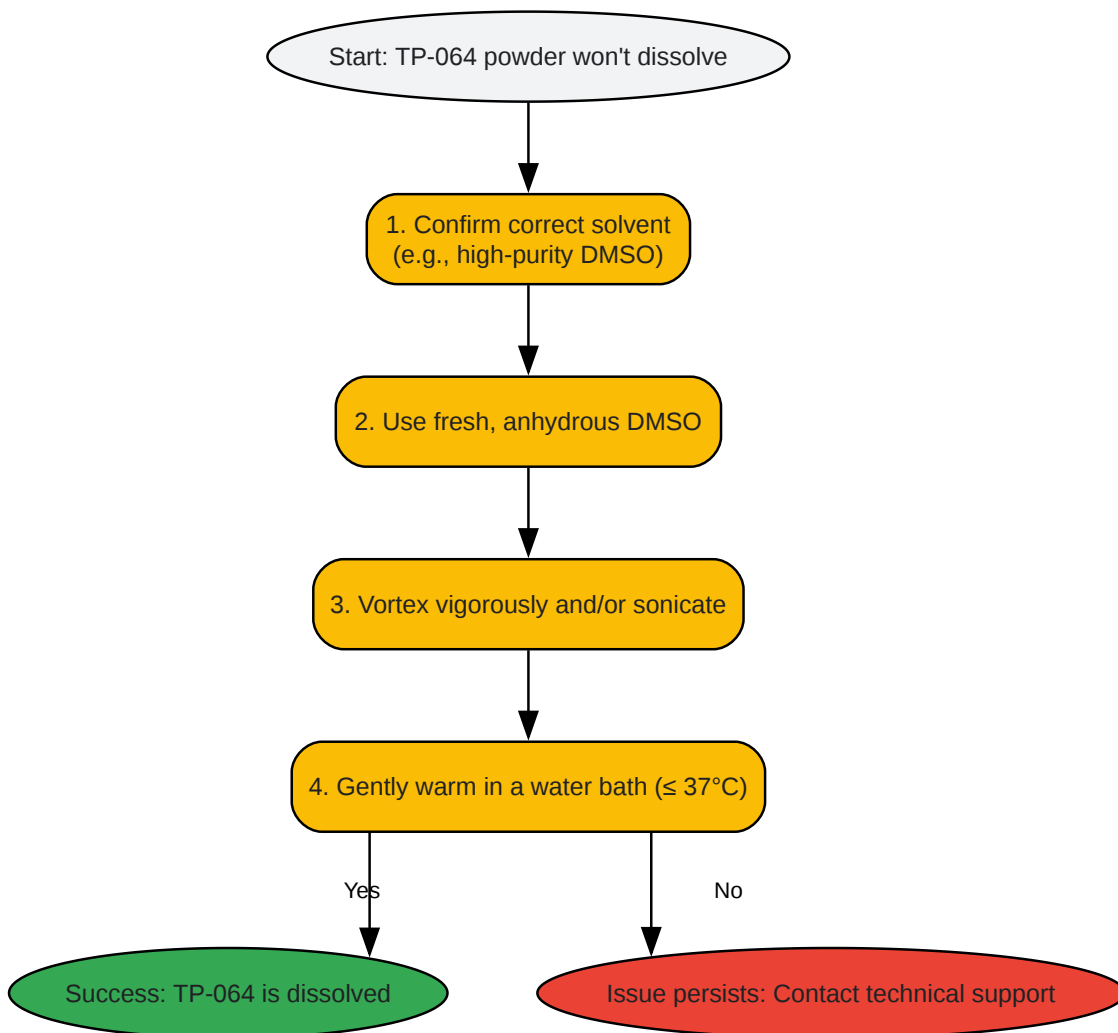 Start: TP-064 powder won't dissolve
1. Confirm correct solvent
(e.g., high-purity DMSO)
2. Use fresh, anhydrous DMSO
3. Vortex vigorously and/or sonicate
4. Gently warm in a water bath (≤ 37°C)
Yes
No
Success: TP-064 is dissolved
Issue persists: Contact technical support